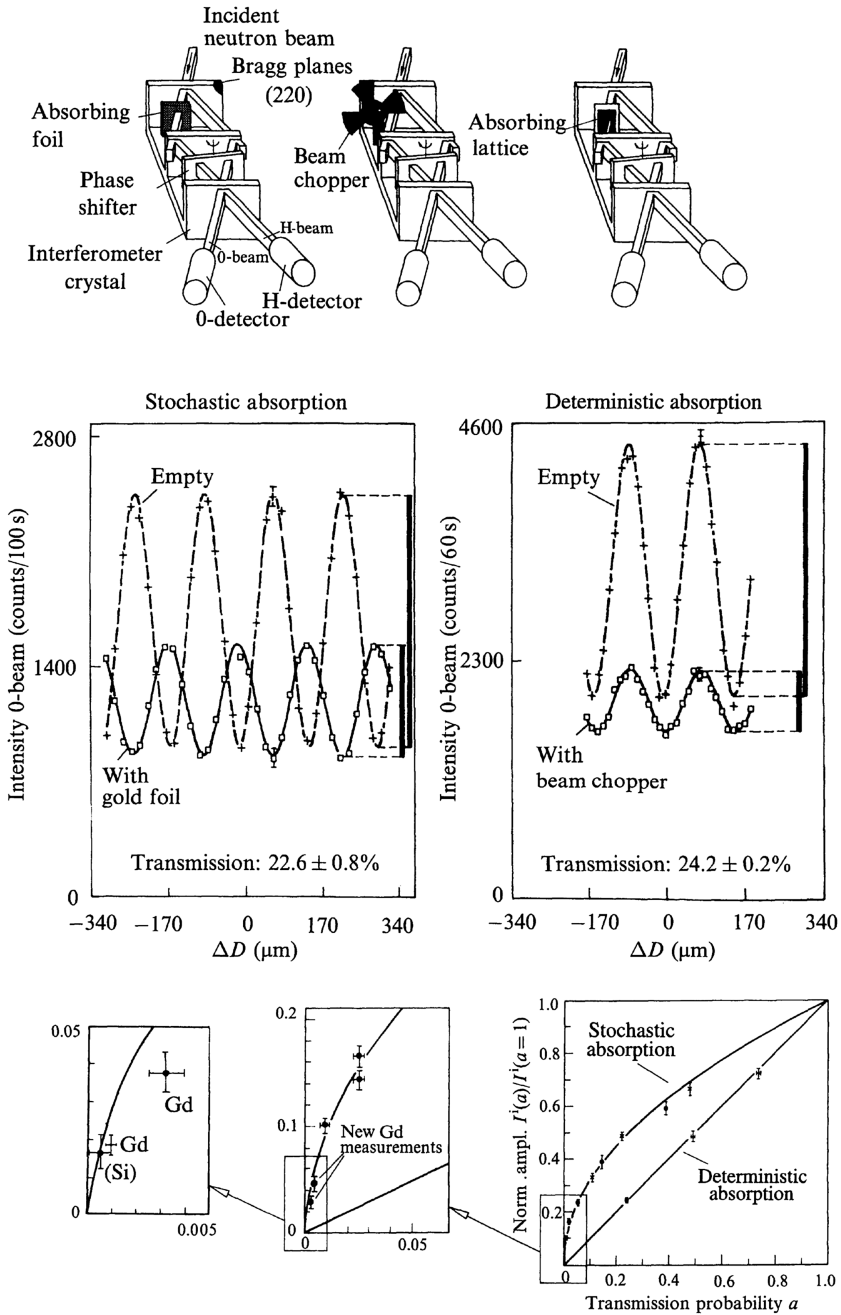 Incident
neutron beam
Bragg planes
(220)
Absorbing
foil
Phase
shifter
Interferometer
crystal
H-beam
0-beam
H-detector
0-detector
Beam
chopper
Absorbing
lattice
Stochastic absorption
Intensity 0-beam (counts/100 s)
2800
1400
0
Empty
With
gold foil
Transmission: 22.6 ± 0.8%
−340 −170 0 170 340
ΔD (μm)
Deterministic absorption
Intensity 0-beam (counts/60 s)
4600
2300
0
Empty
With
beam chopper
Transmission: 24.2 ± 0.2%
−340 −170 0 170 340
ΔD (μm)
0.05
0
Gd
Gd
(Si)
0.005
0.2
0.1
0
New Gd
measurements
0 0.05
Norm .ampl. Iⁱ(a)/Iⁱ(a = 1)
1.0
0.8
0.6
0.4
0.2
Stochastic
absorption
Deterministic
absorption
0 0.2 0.4 0.6 0.8 1.0
Transmission probability a